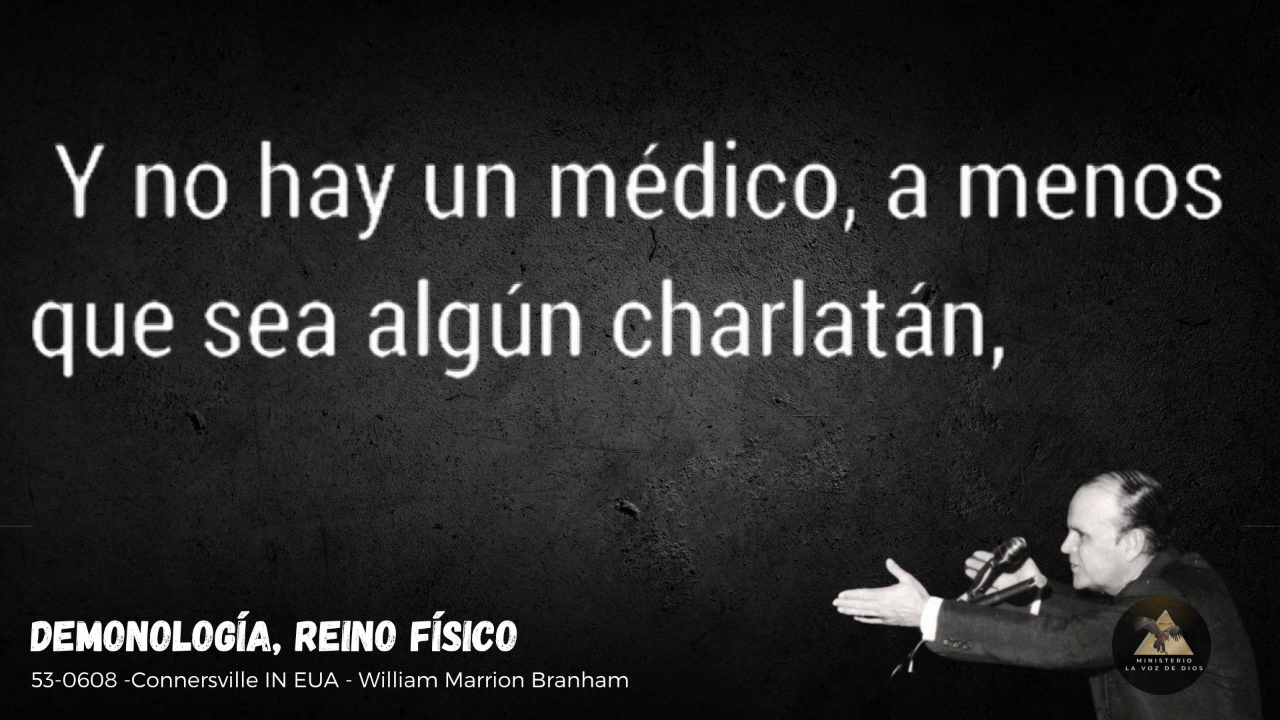 Y no hay un médico, a menos
que sea algún charlatán,
DEMONOLOGÍA, REINO FÍSICO
53-0608 -Connersville IN EUA - William Marrion Branham
MINISTERIO
LA VOZ DE DIOS